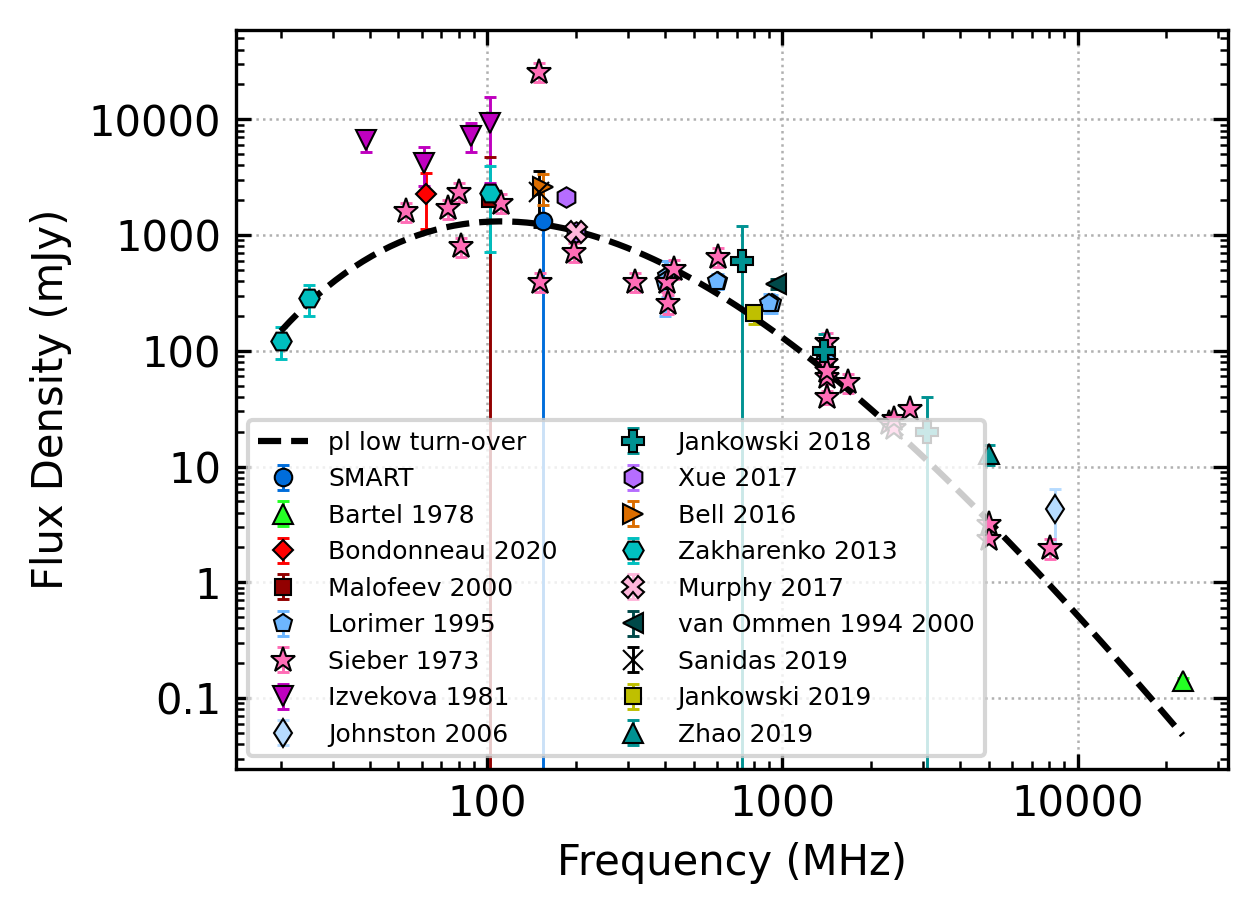 Flux Density (mJy)
10000
1000
100
10
1
0.1
pl low turn-over
SMART
Bartel 1978
Bondonneau 2020
Malofeev 2000
Lorimer 1995
Sieber 1973
Izvekova 1981
Johnston 2006
Jankowski 2018
Xue 2017
Bell 2016
Zakharenko 2013
Murphy 2017
van Ommen 1994 2000
Sanidas 2019
Jankowski 2019
Zhao 2019
100 1000 10000
Frequency (MHz)